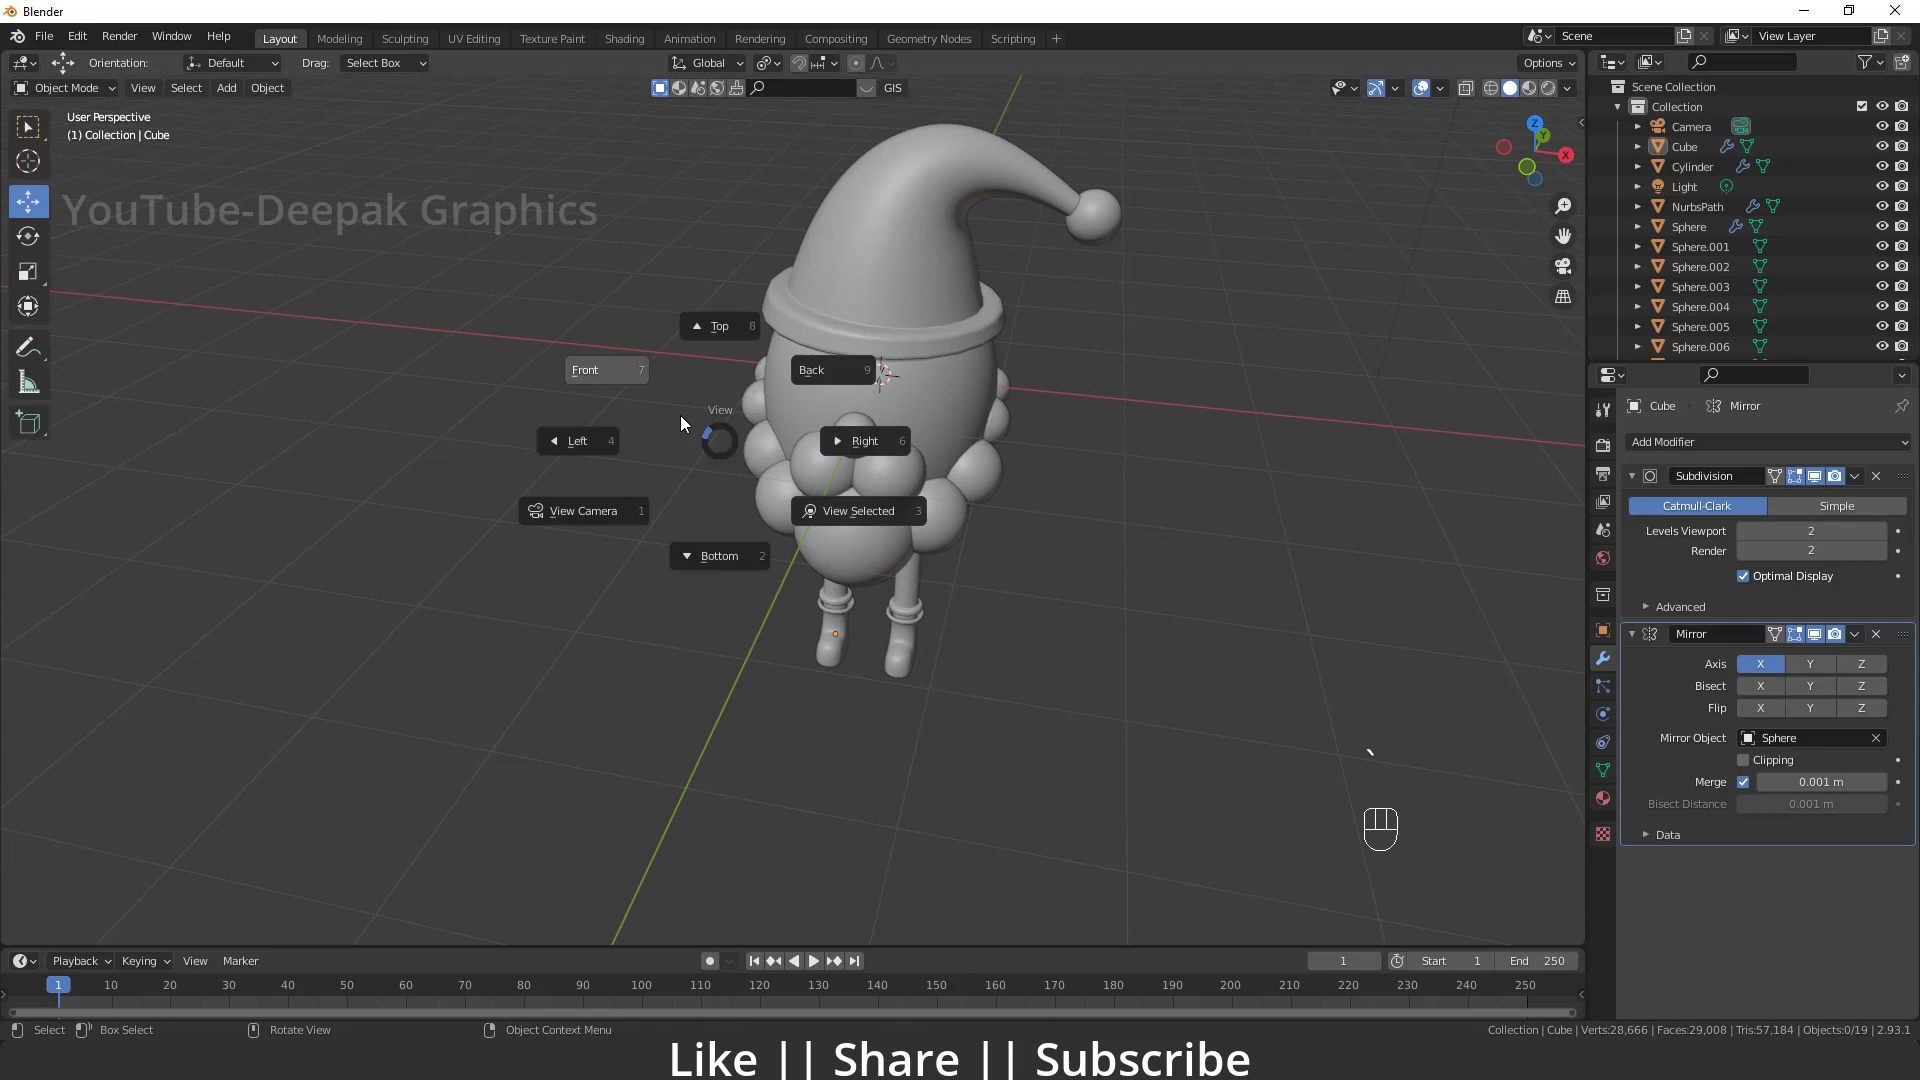 Blender
File Edit Render Window Help
Layout Modeling Sculpting UV Editing Texture Paint Shading Animation Rendering Compositing Geometry Nodes Scripting +
Scene
View Layer
Orientation: Default Drag: Select Box
Global
Options
Object Mode View Select Add Object
GIS
User Perspective
(1) Collection | Cube
YouTube-Deepak Graphics
Z
Y
X
Top 8
Front 7
Back 9
View
Left 4
Right 6
View Camera 1
View Selected 3
Bottom 2
`
Scene Collection
Collection
Camera
Cube
Cylinder
Light
NurbsPath
Sphere
Sphere.001
Sphere.002
Sphere.003
Sphere.004
Sphere.005
Sphere.006
Cube Mirror
Add Modifier
Subdivision
Catmull-Clark Simple
Levels Viewport 2
Render 2
Optimal Display
Advanced
Mirror
Axis X Y Z
Bisect X Y Z
Flip X Y Z
Mirror Object Sphere
Clipping
Merge 0.001 m
Bisect Distance 0.001 m
Data
Playback Keying View Marker
1 Start 1 End 250
1 10 20 30 40 50 60 70 80 90 100 110 120 130 140 150 160 170 180 190 200 210 220 230 240 250
Select Box Select Rotate View Object Context Menu
Collection | Cube | Verts:28,666 | Faces:29,008 | Tris:57,184 | Objects:0/19 | 2.93.1
Like || Share || Subscribe